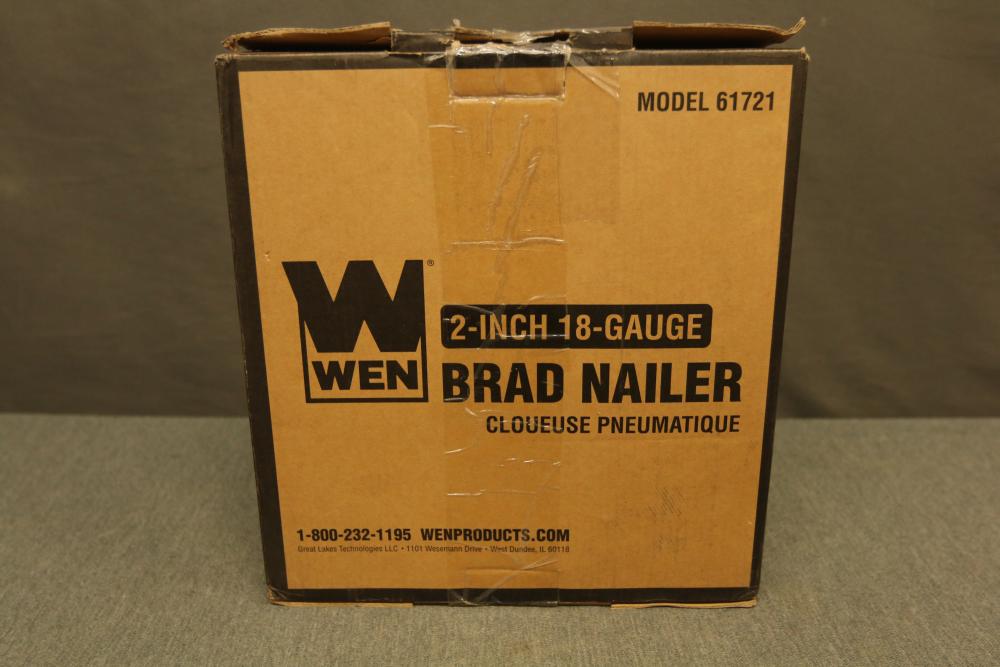 MODEL 61721
W®
WEN
2-INCH 18-GAUGE
BRAD NAILER
CLOUEUSE PNEUMATIQUE
1-800-232-1195 WENPRODUCTS.COM
Great Lakes Technologies LLC • 1101 Wesemann Drive • West Dundee, IL 60118